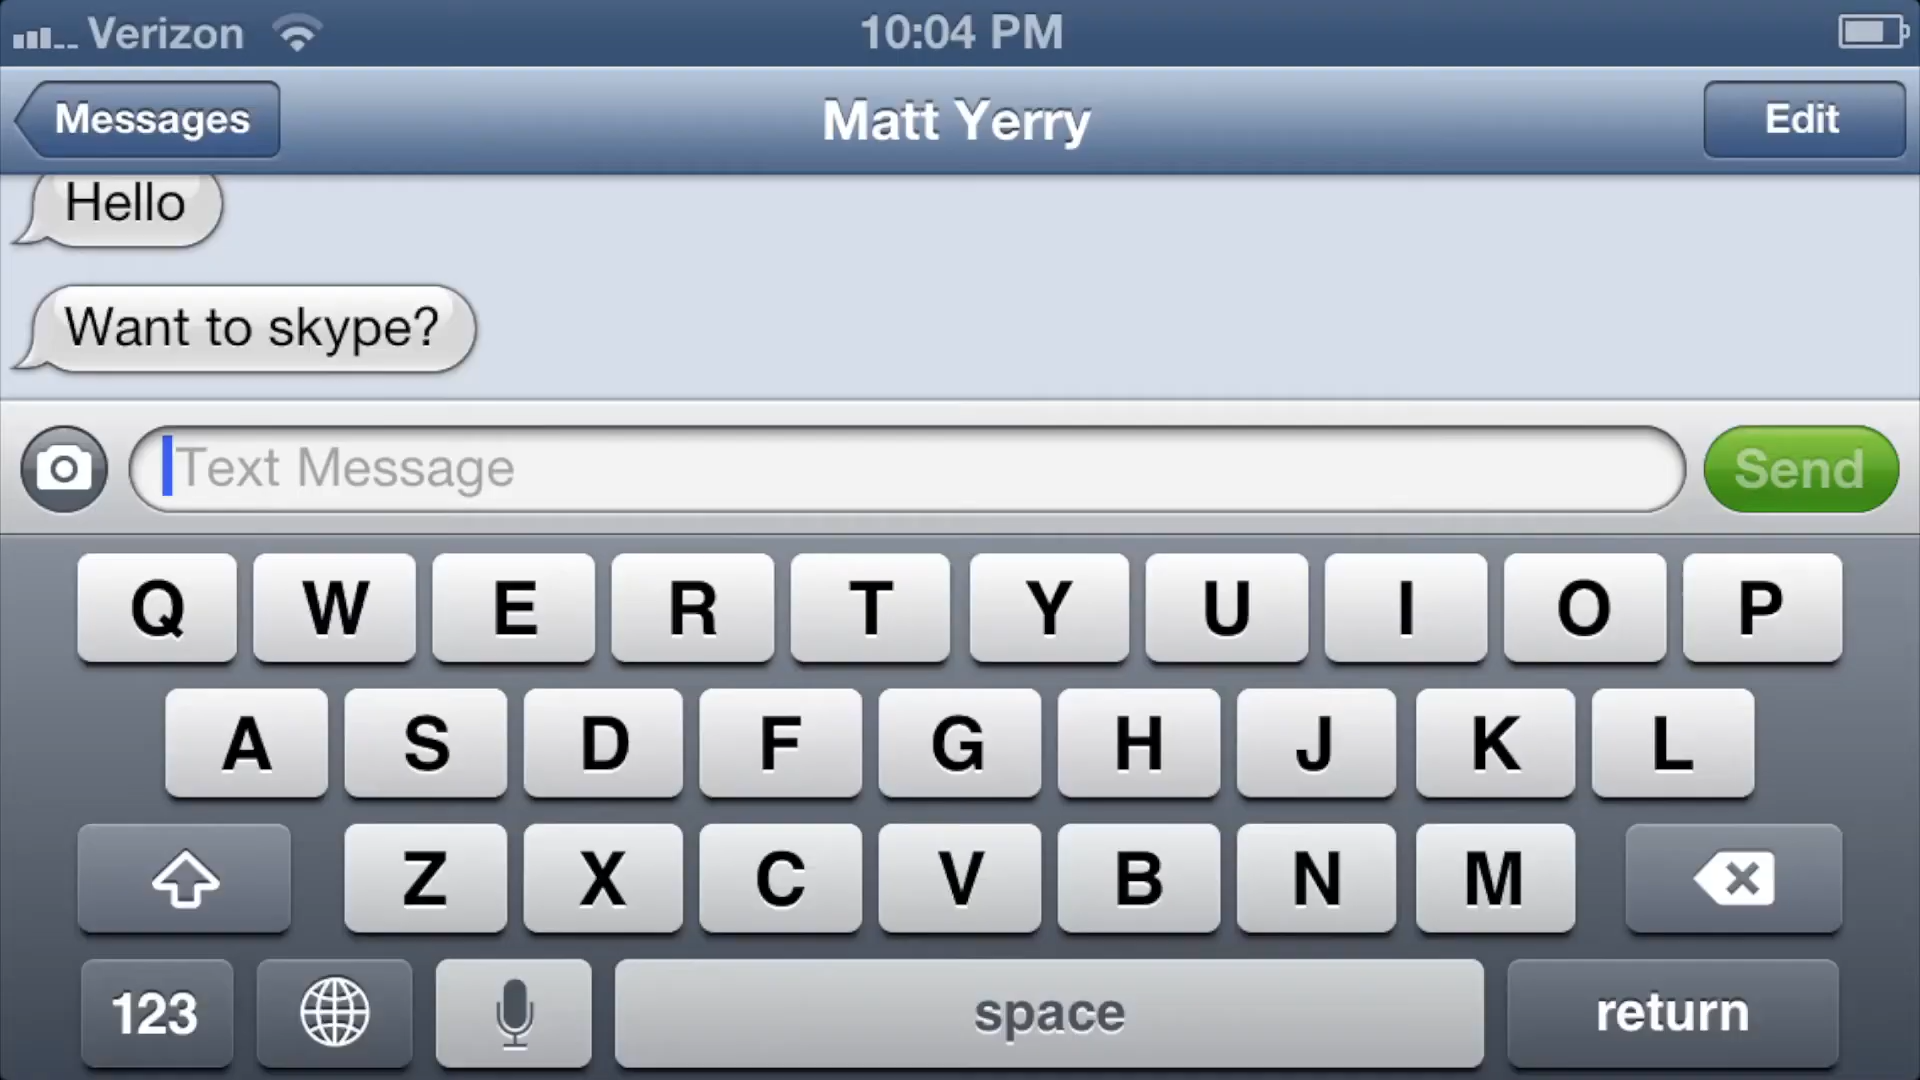 Verizon 10:04 PM
Messages Matt Yerry Edit
Hello
Want to skype?
Text Message Send
Q W E R T Y U I O P
A S D F G H J K L
Z X C V B N M
123 space return